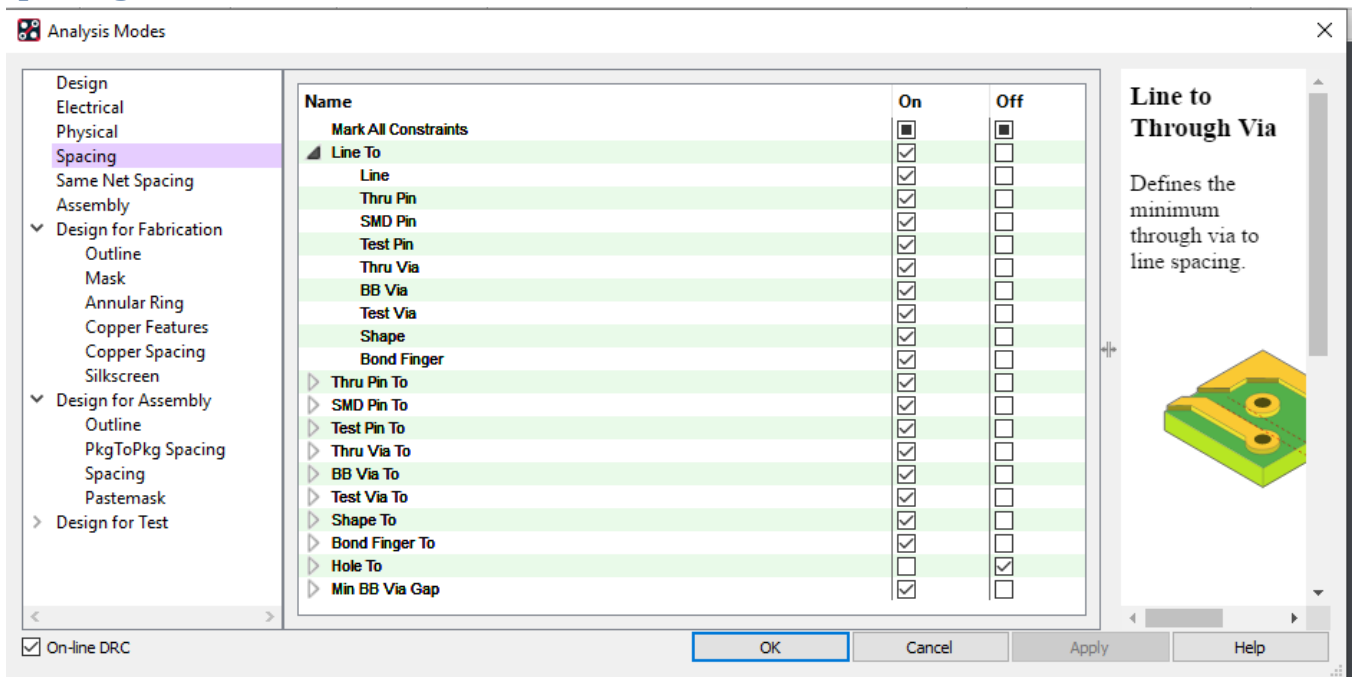 Analysis Modes
Design
Electrical
Physical
Spacing
Same Net Spacing
Assembly
Design for Fabrication
Outline
Mask
Annular Ring
Copper Features
Copper Spacing
Silkscreen
Design for Assembly
Outline
PkgToPkg Spacing
Spacing
Pastemask
Design for Test
Name On Off
Mark All Constraints
Line To
Line
Thru Pin
SMD Pin
Test Pin
Thru Via
BB Via
Test Via
Shape
Bond Finger
Thru Pin To
SMD Pin To
Test Pin To
Thru Via To
BB Via To
Test Via To
Shape To
Bond Finger To
Hole To
Min BB Via Gap
Line to
Through Via
Defines the
minimum
through via to
line spacing.
On-line DRC
OK Cancel Apply Help